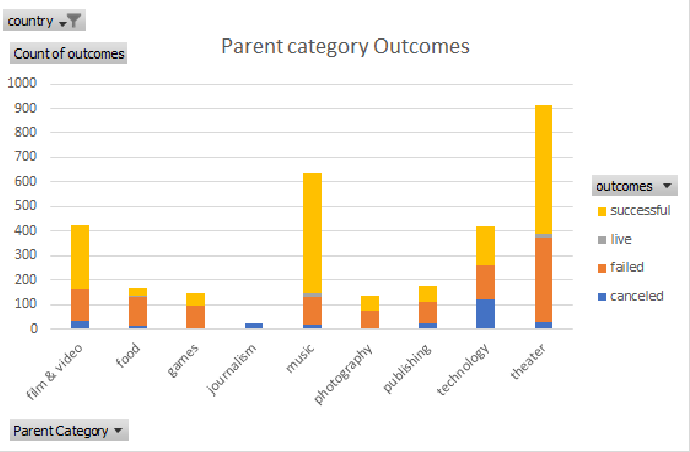 country
Count of outcomes
Parent category Outcomes
1000
900
800
700
600
500
400
300
200
100
0
film & video
food
games
journalism
music
photography
publishing
technology
theater
outcomes
successful
live
failed
canceled
Parent Category